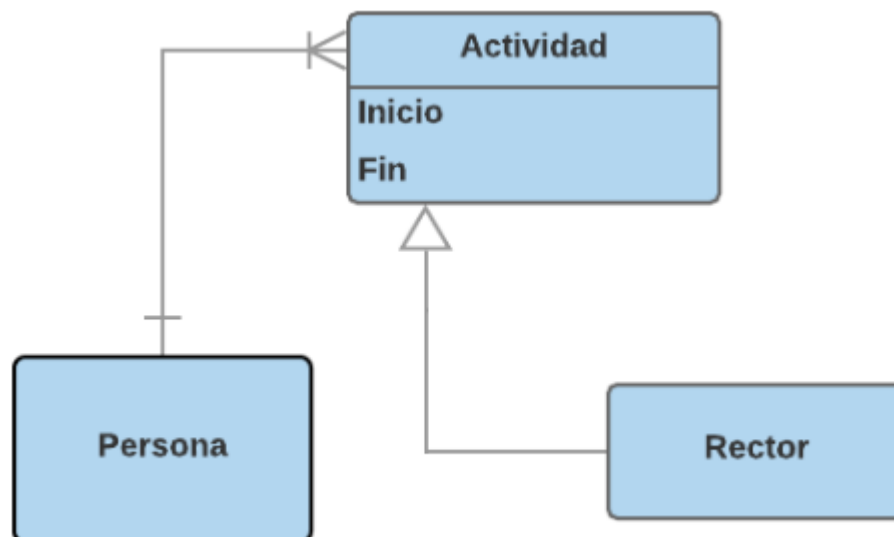 Actividad
Inicio
Fin
Persona
Rector